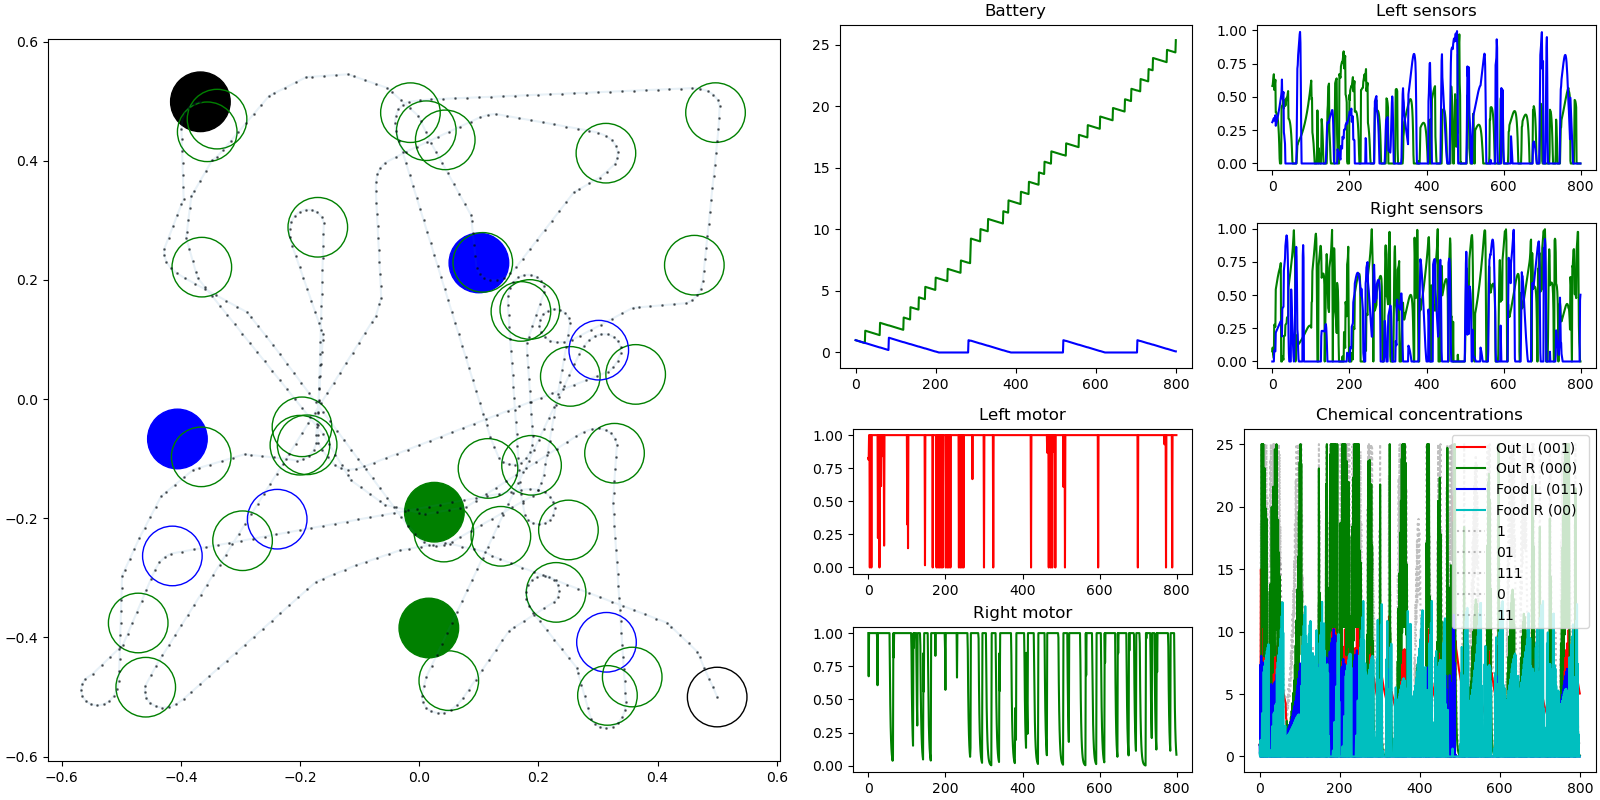 0.6
0.4
0.2
0.0
−0.2
−0.4
−0.6
−0.6 −0.4 −0.2 0.0 0.2 0.4 0.6
Battery
25
20
15
10
5
0
0 200 400 600 800
Left sensors
1.00
0.75
0.50
0.25
0.00
0 200 400 600 800
Right sensors
1.00
0.75
0.50
0.25
0.00
0 200 400 600 800
Left motor
1.00
0.75
0.50
0.25
0.00
0 200 400 600 800
Right motor
1.00
0.75
0.50
0.25
0.00
0 200 400 600 800
Chemical concentrations
25
20
15
10
5
0
0 200 400 600 800
Out L (001)
Out R (000)
Food L (011)
Food R (00)
1
01
111
0
11